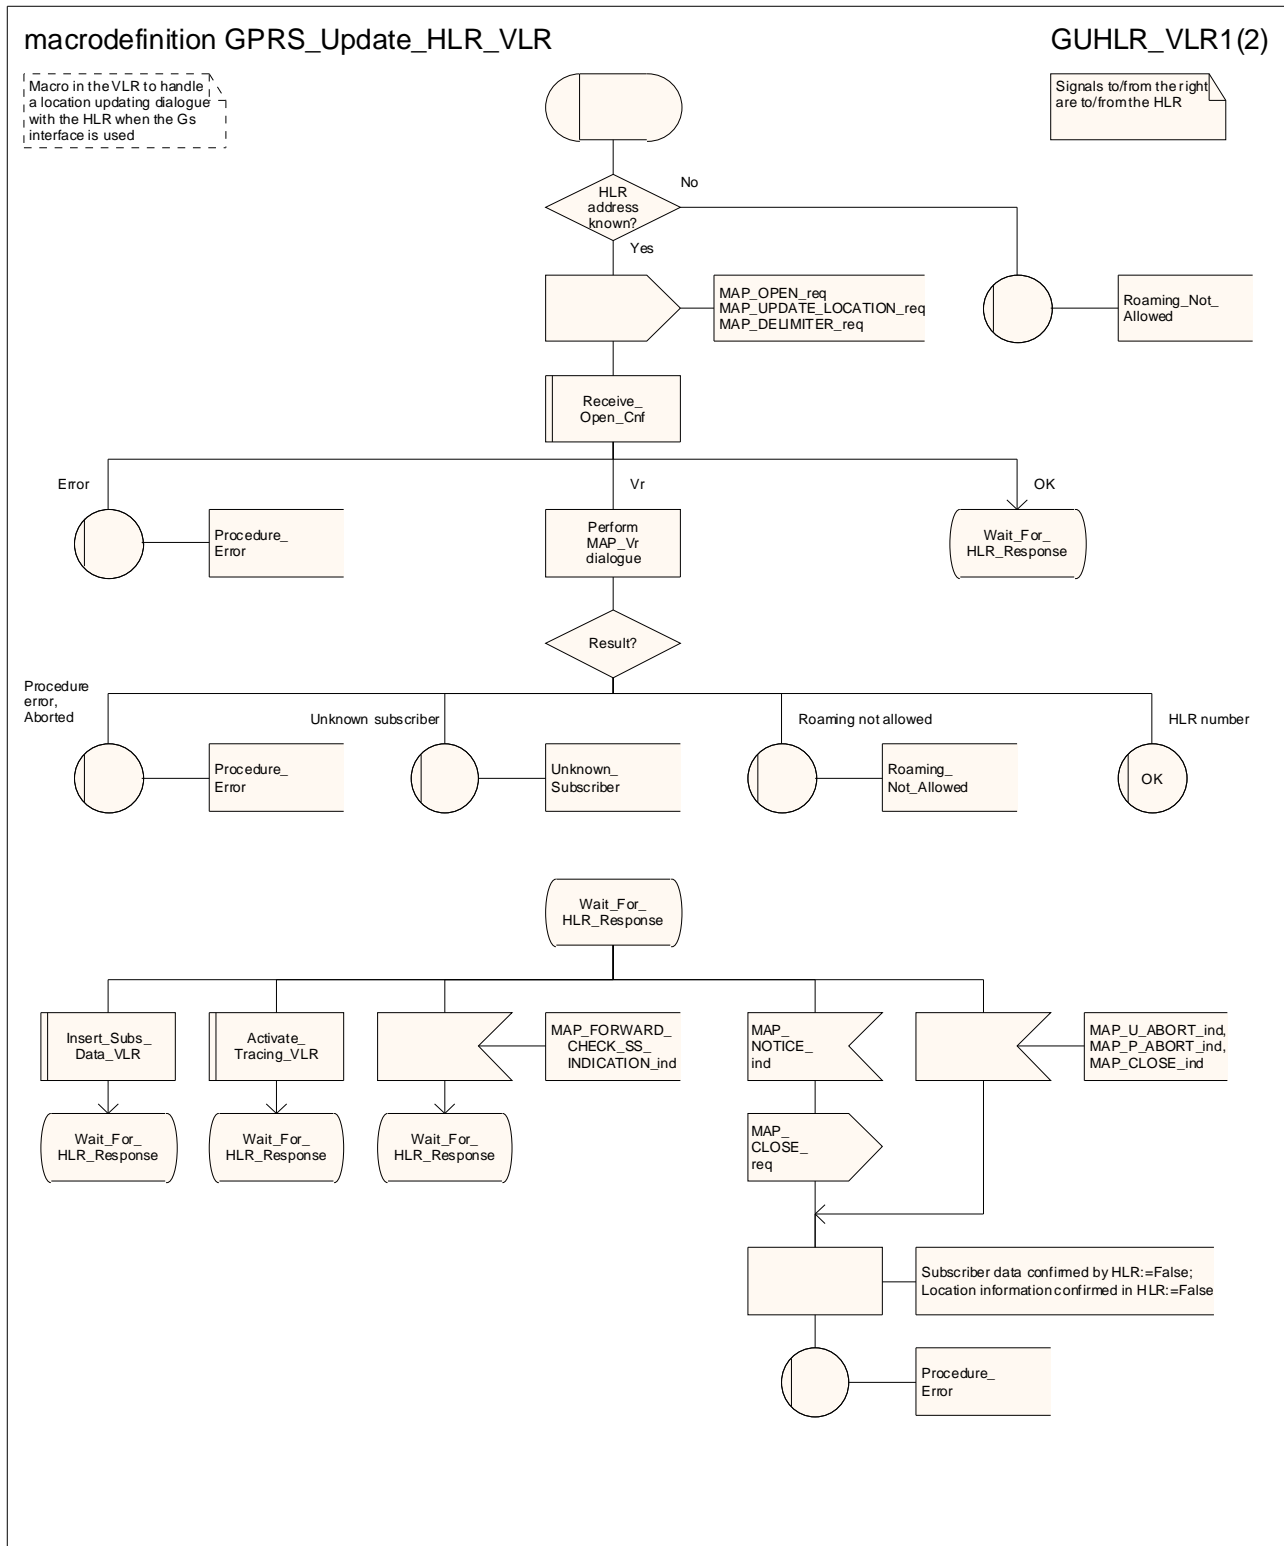 macrodefinition GPRS_Update_HLR_VLR
GUHLR_VLR1(2)
Macro in the VLR to handle
a location updating dialogue
with the HLR when the Gs
interface is used
Signals to/from the right
are to/from the HLR
HLR
address
known?
No
Yes
MAP_OPEN_req
MAP_UPDATE_LOCATION_req
MAP_DELIMITER_req
Roaming_Not_
Allowed
Receive_
Open_Cnf
Error
Vr
OK
Procedure_
Error
Perform
MAP_Vr
dialogue
Wait_For_
HLR_Response
Result?
Procedure
error,
Aborted
Unknown subscriber
Roaming not allowed
HLR number
Procedure_
Error
Unknown_
Subscriber
Roaming_
Not_Allowed
OK
Wait_For_
HLR_Response
Insert_Subs_
Data_VLR
Activate_
Tracing_VLR
MAP_FORWARD_
CHECK_SS_
INDICATION_ind
MAP_
NOTICE_
ind
MAP_U_ABORT_ind,
MAP_P_ABORT_ind,
MAP_CLOSE_ind
Wait_For_
HLR_Response
Wait_For_
HLR_Response
Wait_For_
HLR_Response
MAP_
CLOSE_
req
Subscriber data confirmed by HLR:=False;
Location information confirmed in HLR:=False
Procedure_
Error